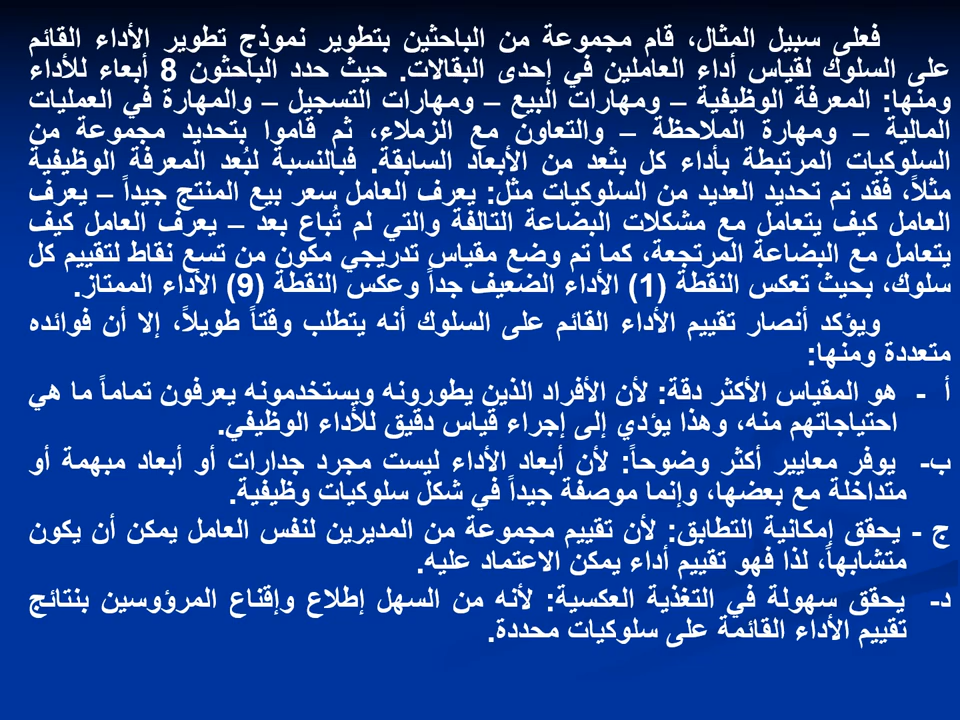 فعلى سبيل المثال، قام مجموعة من الباحثين بتطوير نموذج تطوير الأداء القائم
على السلوك لقياس أداء العاملين في إحدى البقالات. حيث حدد الباحثون 8 أبعاء للأداء
ومنها: المعرفة الوظيفية – ومهارات البيع – ومهارات التسجيل – والمهارة في العمليات
المالية – ومهارة الملاحظة – والتعاون مع الزملاء، ثم قاموا بتحديد مجموعة من
السلوكيات المرتبطة بأداء كل بثعد من الأبعاد السابقة. فبالنسبة لبُعد المعرفة الوظيفية
مثلاً، فقد تم تحديد العديد من السلوكيات مثل: يعرف العامل سعر بيع المنتج جيداً – يعرف
العامل كيف يتعامل مع مشكلات البضاعة التالفة والتي لم تُباع بعد – يعرف العامل كيف
يتعامل مع البضاعة المرتجعة، كما تم وضع مقياس تدريجي مكون من تسع نقاط لتقييم كل
سلوك، بحيث تعكس النقطة (1) الأداء الضعيف جداً وعكس النقطة (9) الأداء الممتاز.
ويؤكد أنصار تقييم الأداء القائم على السلوك أنه يتطلب وقتاً طويلاً، إلا أن فوائده
متعددة ومنها:
أ - هو المقياس الأكثر دقة: لأن الأفراد الذين يطورونه ويستخدمونه يعرفون تماماً ما هي
احتياجاتهم منه، وهذا يؤدي إلى إجراء قياس دقيق للأداء الوظيفي.
ب- يوفر معايير أكثر وضوحاً: لأن أبعاد الأداء ليست مجرد جدارات أو أبعاد مبهمة أو
متداخلة مع بعضها، وإنما موصفة جيداً في شكل سلوكيات وظيفية.
ج - يحقق إمكانية التطابق: لأن تقييم مجموعة من المديرين لنفس العامل يمكن أن يكون
متشابهاً، لذا فهو تقييم أداء يمكن الاعتماد عليه.
د- يحقق سهولة في التغذية العكسية: لأنه من السهل إطلاع وإقناع المرؤوسين بنتائج
تقييم الأداء القائمة على سلوكيات محددة.